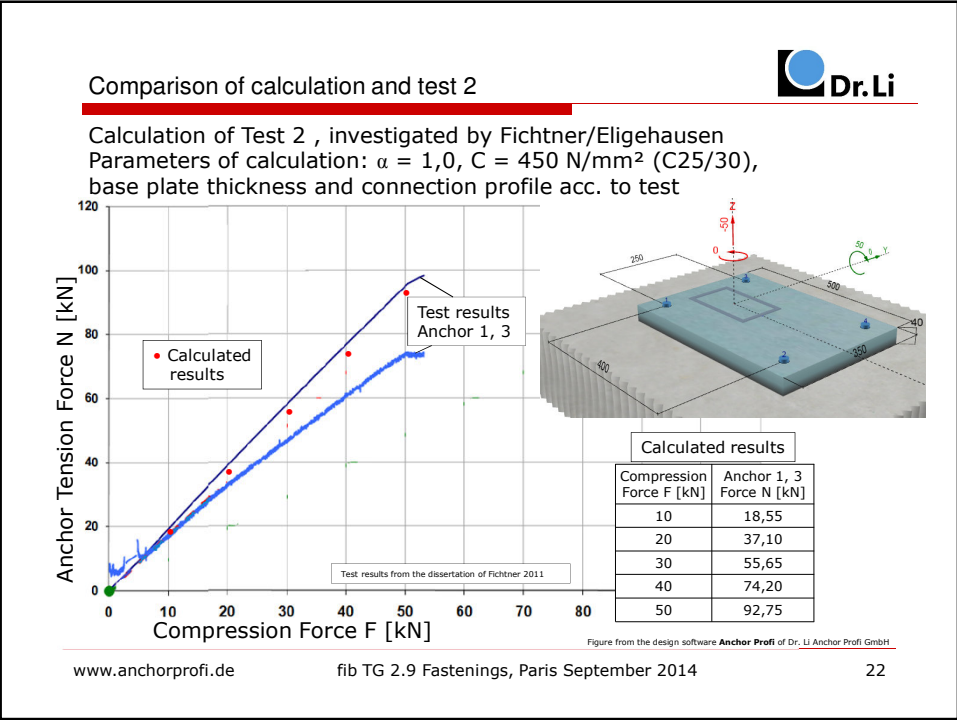 Comparison of calculation and test 2
Dr.Li
Calculation of Test 2 , investigated by Fichtner/Eligehausen
Parameters of calculation: α = 1,0, C = 450 N/mm² (C25/30),
base plate thickness and connection profile acc. to test
Anchor Tension Force N [kN]
120
100
80
60
40
20
0
0 10 20 30 40 50 60 70 80
Compression Force F [kN]
Calculated
results
Test results
Anchor 1, 3
Test results from the dissertation of Fichtner 2011
Z
-50
0
50
0
Y
250
500
40
350
400
1
2
3
4
Calculated results
Compression Anchor 1, 3
Force F [kN] Force N [kN]
10 18,55
20 37,10
30 55,65
40 74,20
50 92,75
Figure from the design software Anchor Profi of Dr. Li Anchor Profi GmbH
www.anchorprofi.de fib TG 2.9 Fastenings, Paris September 2014 22